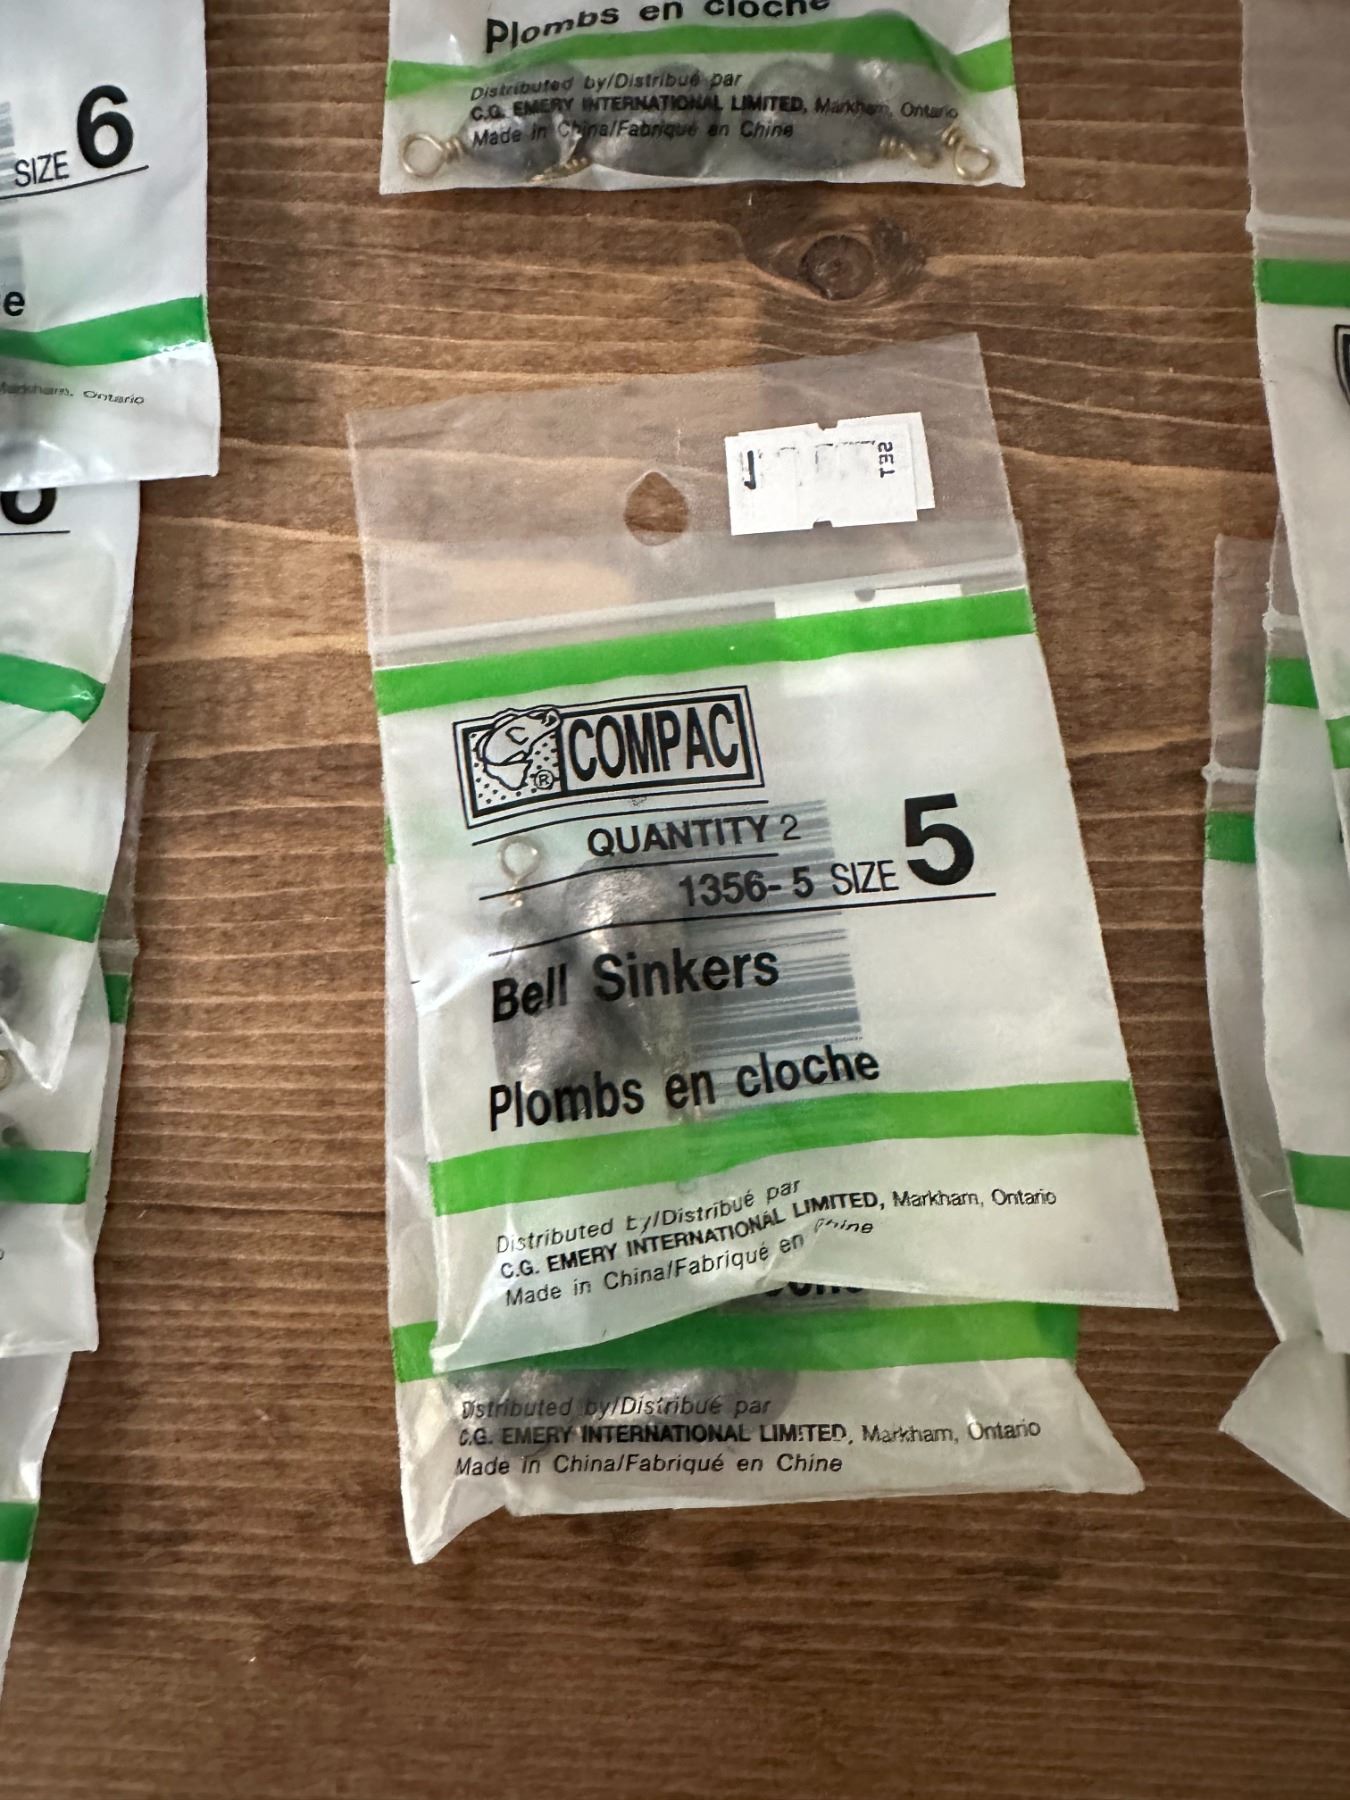 Plombs en cloche
Distributed by/Distribué par
C.G. EMERY INTERNATIONAL LIMITED, Markham, Ontario
Made in China/Fabriqué en Chine
SIZE 6
e
Markham, Ontario
COMPAC
®
QUANTITY 2
1356-5 SIZE 5
Bell Sinkers
Plombs en cloche
Distributed by/Distribué par
C.G. EMERY INTERNATIONAL LIMITED, Markham, Ontario
Made in China/Fabriqué en Chine
Distributed by/Distribué par
C.G. EMERY INTERNATIONAL LIMITED, Markham, Ontario
Made in China/Fabriqué en Chine